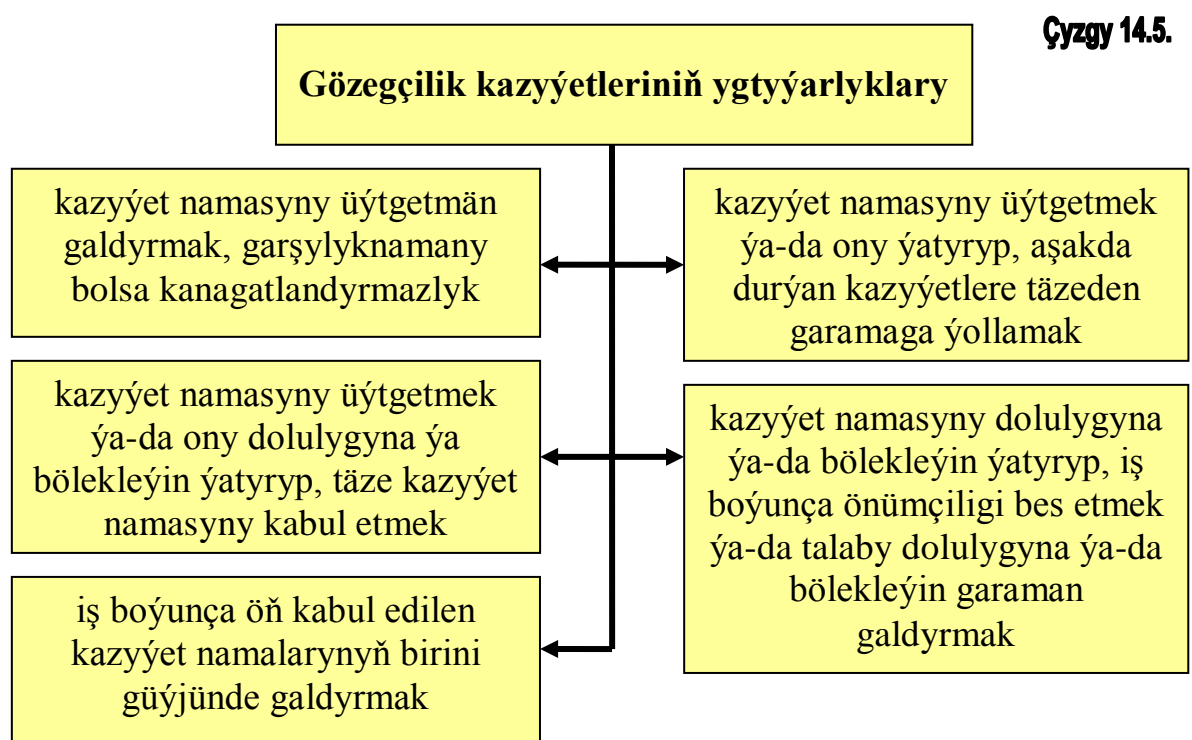 Çyzgy 14.5.
Gözegçilik kazyýetleriniň ygtyýarlyklary
kazyýet namasyny üýtgetmän
galdyrmak, garşylyknamany
bolsa kanagatlandyrmazlyk
kazyýet namasyny üýtgetmek
ýa-da ony ýatyryp, aşakda
durýan kazyýetlere täzeden
garamaga ýollamak
kazyýet namasyny üýtgetmek
ýa-da ony dolulygyna ýa
bölekleýin ýatyryp, täze kazyýet
namasyny kabul etmek
kazyýet namasyny dolulygyna
ýa-da bölekleýin ýatyryp, iş
boýunça önümçiligi bes etmek
ýa-da talaby dolulygyna ýa-da
bölekleýin garaman
galdyrmak
iş boýunça öň kabul edilen
kazyýet namalarynyň birini
güýjünde galdyrmak